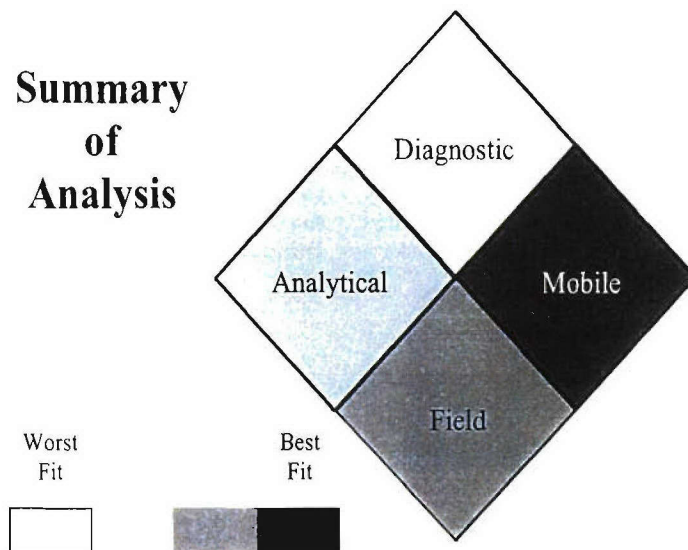 Summary
of
Analysis
Diagnostic
Analytical
Mobile
Field
Worst
Fit
Best
Fit